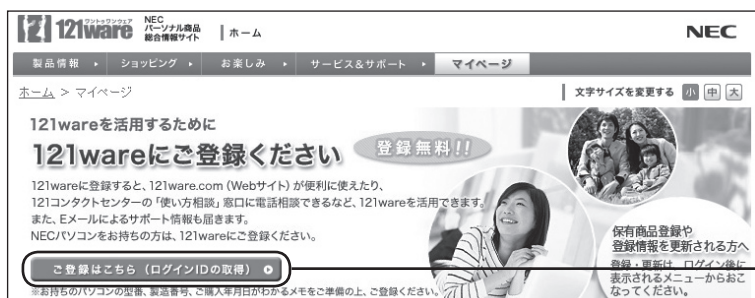 121ware ワントゥワンウェア NEC パーソナル商品 総合情報サイト | ホーム NEC
製品情報 ショッピング お楽しみ サービス&サポート マイページ
ホーム > マイページ
文字サイズを変更する 小 中 大
121wareを活用するために
121wareにご登録ください 登録無料!!
121wareに登録すると、121ware.com(Webサイト)が便利に使えたり、
121コンタクトセンターの「使い方相談」窓口に電話相談できるなど、121wareを活用できます。
また、Eメールによるサポート情報も届きます。
NECパソコンをお持ちの方は、121wareにご登録ください。
ご登録はこちら(ログインIDの取得)
※お持ちのパソコンの型番、製造番号、ご購入年月日がわかるメモをご準備の上、ご登録ください。
保有商品登録や
登録情報を更新される方へ
登録・更新は、ログイン後に
表示されるメニューからおこ
なってください。